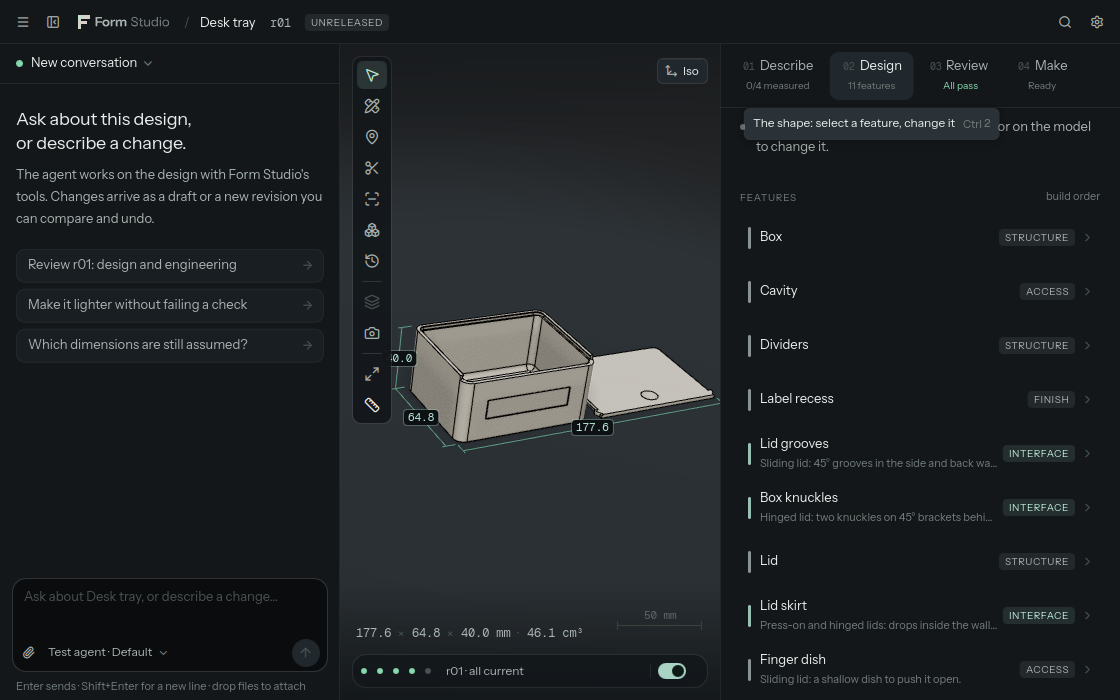 Form Studio / Desk tray r01 UNRELEASED
New conversation
Ask about this design,
or describe a change.
The agent works on the design with Form Studio's
tools. Changes arrive as a draft or a new revision you
can compare and undo.
Review r01: design and engineering
Make it lighter without failing a check
Which dimensions are still assumed?
Ask about Desk tray, or describe a change…
Test agent · Default
Enter sends · Shift+Enter for a new line · drop files to attach
Iso
0.0
64.8
177.6
50 mm
177.6 × 64.8 × 40.0 mm · 46.1 cm³
r01 · all current
01 Describe
0/4 measured
02 Design
11 features
03 Review
All pass
04 Make
Ready
The shape: select a feature, change it Ctrl 2
or on the model
to change it.
FEATURES
build order
Box
STRUCTURE
Cavity
ACCESS
Dividers
STRUCTURE
Label recess
FINISH
Lid grooves
Sliding lid: 45° grooves in the side and back wa…
INTERFACE
Box knuckles
Hinged lid: two knuckles on 45° brackets behi…
INTERFACE
Lid
STRUCTURE
Lid skirt
Press-on and hinged lids: drops inside the wall…
INTERFACE
Finger dish
Sliding lid: a shallow dish to push it open.
ACCESS